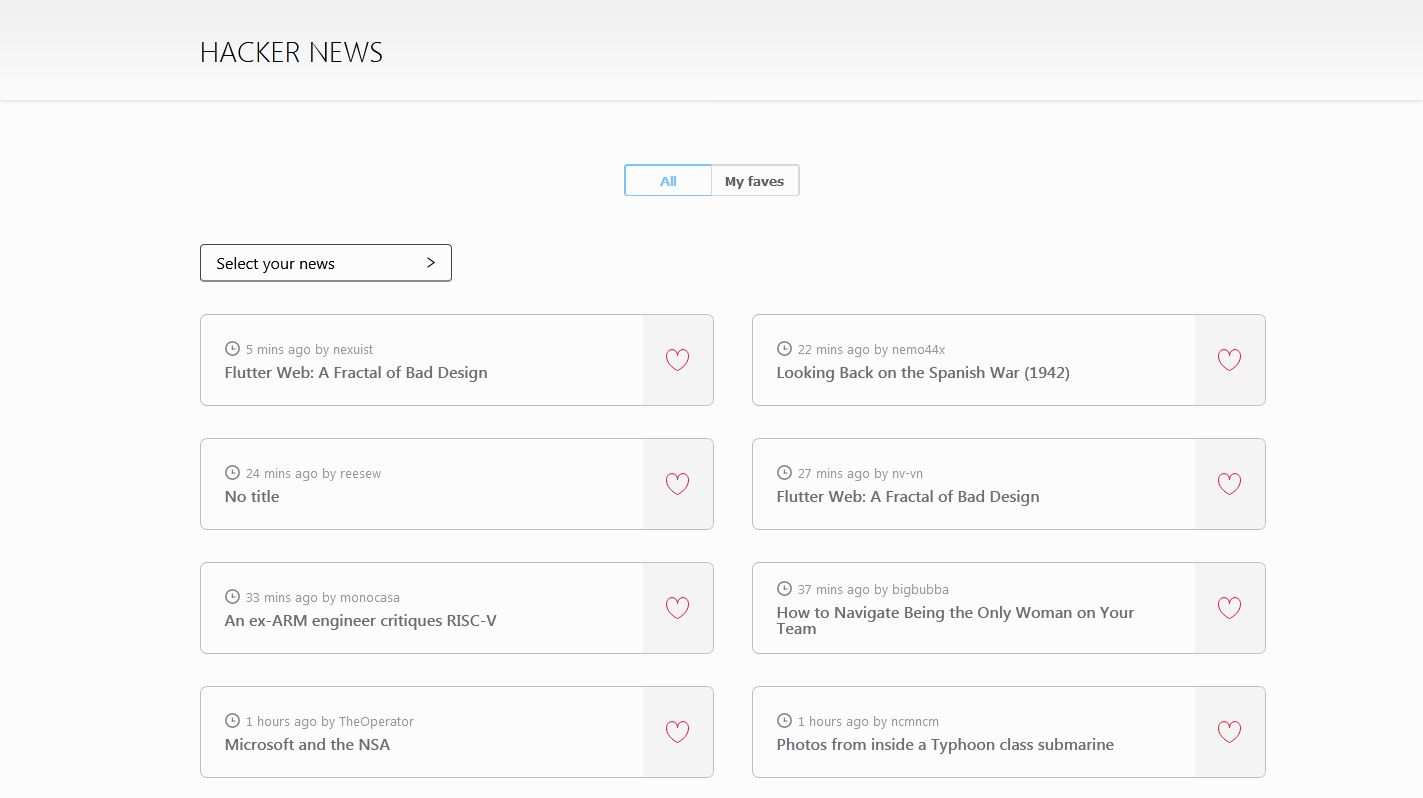 HACKER NEWS
All
My faves
Select your news
5 mins ago by nexuist
Flutter Web: A Fractal of Bad Design
22 mins ago by nemo44x
Looking Back on the Spanish War (1942)
24 mins ago by reesew
No title
27 mins ago by nv-vn
Flutter Web: A Fractal of Bad Design
33 mins ago by monocasa
An ex-ARM engineer critiques RISC-V
37 mins ago by bigbubba
How to Navigate Being the Only Woman on Your
Team
1 hours ago by TheOperator
Microsoft and the NSA
1 hours ago by ncmncm
Photos from inside a Typhoon class submarine